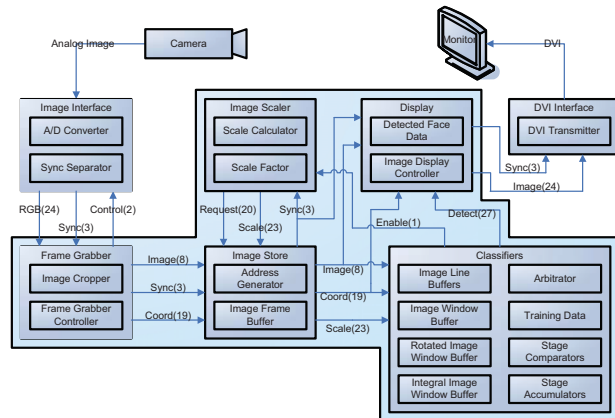 Analog Image
Camera
Monitor
DVI
Image Interface
A/D Converter
Sync Separator
Image Scaler
Scale Calculator
Scale Factor
Display
Detected Face
Data
Image Display
Controller
DVI Interface
DVI Transmitter
RGB(24)
Sync(3)
Control(2)
Request(20)
Scale(23)
Sync(3)
Enable(1)
Detect(27)
Sync(3)
Image(24)
Frame Grabber
Image Cropper
Frame Grabber
Controller
Image(8)
Sync(3)
Coord(19)
Image Store
Address
Generator
Image Frame
Buffer
Image(8)
Coord(19)
Scale(23)
Classifiers
Image Line
Buffers
Arbitrator
Image Window
Buffer
Training Data
Rotated Image
Window Buffer
Stage
Comparators
Integral Image
Window Buffer
Stage
Accumulators